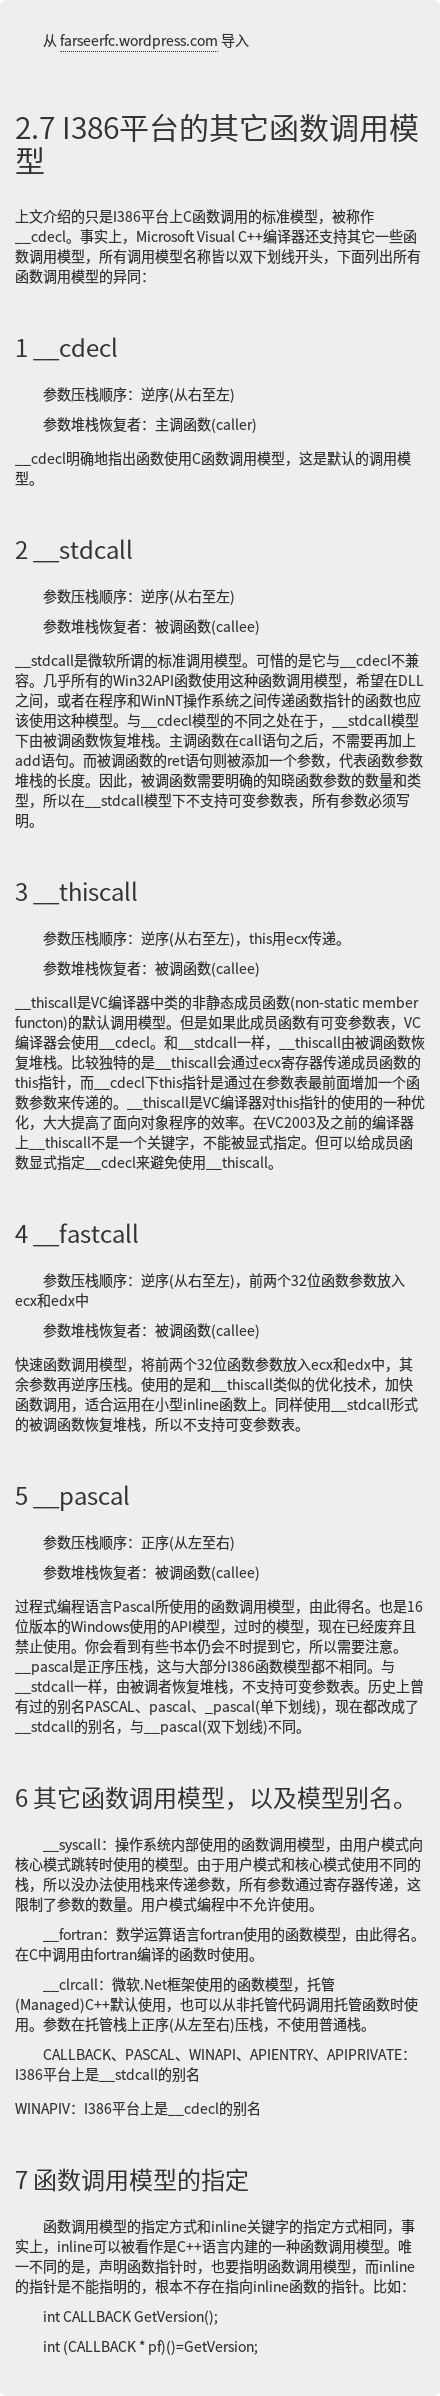 从 farseerfc.wordpress.com 导入
2.7 I386平台的其它函数调用模
型
上文介绍的只是I386平台上C函数调用的标准模型，被称作
__cdecl。事实上，Microsoft Visual C++编译器还支持其它一些函
数调用模型，所有调用模型名称皆以双下划线开头，下面列出所有
函数调用模型的异同：
1 __cdecl
参数压栈顺序：逆序(从右至左)
参数堆栈恢复者：主调函数(caller)
__cdecl明确地指出函数使用C函数调用模型，这是默认的调用模
型。
2 __stdcall
参数压栈顺序：逆序(从右至左)
参数堆栈恢复者：被调函数(callee)
__stdcall是微软所谓的标准调用模型。可惜的是它与__cdecl不兼
容。几乎所有的Win32API函数使用这种函数调用模型，希望在DLL
之间，或者在程序和WinNT操作系统之间传递函数指针的函数也应
该使用这种模型。与__cdecl模型的不同之处在于，__stdcall模型
下由被调函数恢复堆栈。主调函数在call语句之后，不需要再加上
add语句。而被调函数的ret语句则被添加一个参数，代表函数参数
堆栈的长度。因此，被调函数需要明确的知晓函数参数的数量和类
型，所以在__stdcall模型下不支持可变参数表，所有参数必须写
明。
3 __thiscall
参数压栈顺序：逆序(从右至左)，this用ecx传递。
参数堆栈恢复者：被调函数(callee)
__thiscall是VC编译器中类的非静态成员函数(non-static member
functon)的默认调用模型。但是如果此成员函数有可变参数表，VC
编译器会使用__cdecl。和__stdcall一样，__thiscall由被调函数恢
复堆栈。比较独特的是__thiscall会通过ecx寄存器传递成员函数的
this指针，而__cdecl下this指针是通过在参数表最前面增加一个函
数参数来传递的。__thiscall是VC编译器对this指针的使用的一种优
化，大大提高了面向对象程序的效率。在VC2003及之前的编译器
上__thiscall不是一个关键字，不能被显式指定。但可以给成员函
数显式指定__cdecl来避免使用__thiscall。
4 __fastcall
参数压栈顺序：逆序(从右至左)，前两个32位函数参数放入
ecx和edx中
参数堆栈恢复者：被调函数(callee)
快速函数调用模型，将前两个32位函数参数放入ecx和edx中，其
余参数再逆序压栈。使用的是和__thiscall类似的优化技术，加快
函数调用，适合运用在小型inline函数上。同样使用__stdcall形式
的被调函数恢复堆栈，所以不支持可变参数表。
5 __pascal
参数压栈顺序：正序(从左至右)
参数堆栈恢复者：被调函数(callee)
过程式编程语言Pascal所使用的函数调用模型，由此得名。也是16
位版本的Windows使用的API模型，过时的模型，现在已经废弃且
禁止使用。你会看到有些书本仍会不时提到它，所以需要注意。
__pascal是正序压栈，这与大部分I386函数模型都不相同。与
__stdcall一样，由被调者恢复堆栈，不支持可变参数表。历史上曾
有过的别名PASCAL、pascal、_pascal(单下划线)，现在都改成了
__stdcall的别名，与__pascal(双下划线)不同。
6 其它函数调用模型，以及模型别名。
__syscall：操作系统内部使用的函数调用模型，由用户模式向
核心模式跳转时使用的模型。由于用户模式和核心模式使用不同的
栈，所以没办法使用栈来传递参数，所有参数通过寄存器传递，这
限制了参数的数量。用户模式编程中不允许使用。
__fortran：数学运算语言fortran使用的函数模型，由此得名。
在C中调用由fortran编译的函数时使用。
__clrcall：微软.Net框架使用的函数模型，托管
(Managed)C++默认使用，也可以从非托管代码调用托管函数时使
用。参数在托管栈上正序(从左至右)压栈，不使用普通栈。
CALLBACK、PASCAL、WINAPI、APIENTRY、APIPRIVATE：
I386平台上是__stdcall的别名
WINAPIV：I386平台上是__cdecl的别名
7 函数调用模型的指定
函数调用模型的指定方式和inline关键字的指定方式相同，事
实上，inline可以被看作是C++语言内建的一种函数调用模型。唯
一不同的是，声明函数指针时，也要指明函数调用模型，而inline
的指针是不能指明的，根本不存在指向inline函数的指针。比如：
int CALLBACK GetVersion();
int (CALLBACK * pf)()=GetVersion;